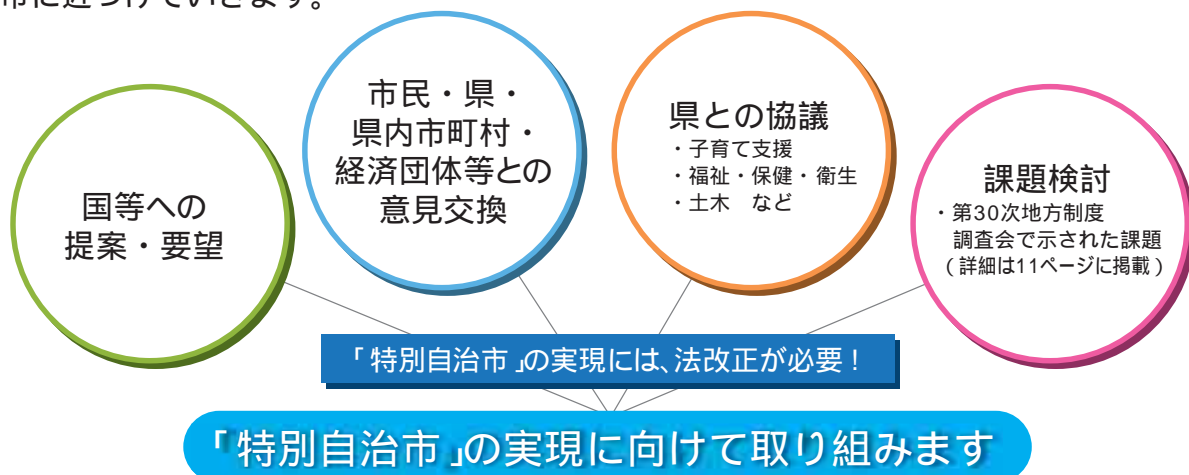 市に近づけていきます。
国等への
提案・要望
市民・県・
県内市町村・
経済団体等との
意見交換
県との協議
・子育て支援
・福祉・保健・衛生
・土木　など
課題検討
・第30次地方制度
調査会で示された課題
（詳細は11ページに掲載）
「特別自治市」の実現には、法改正が必要！
「特別自治市」の実現に向けて取り組みます